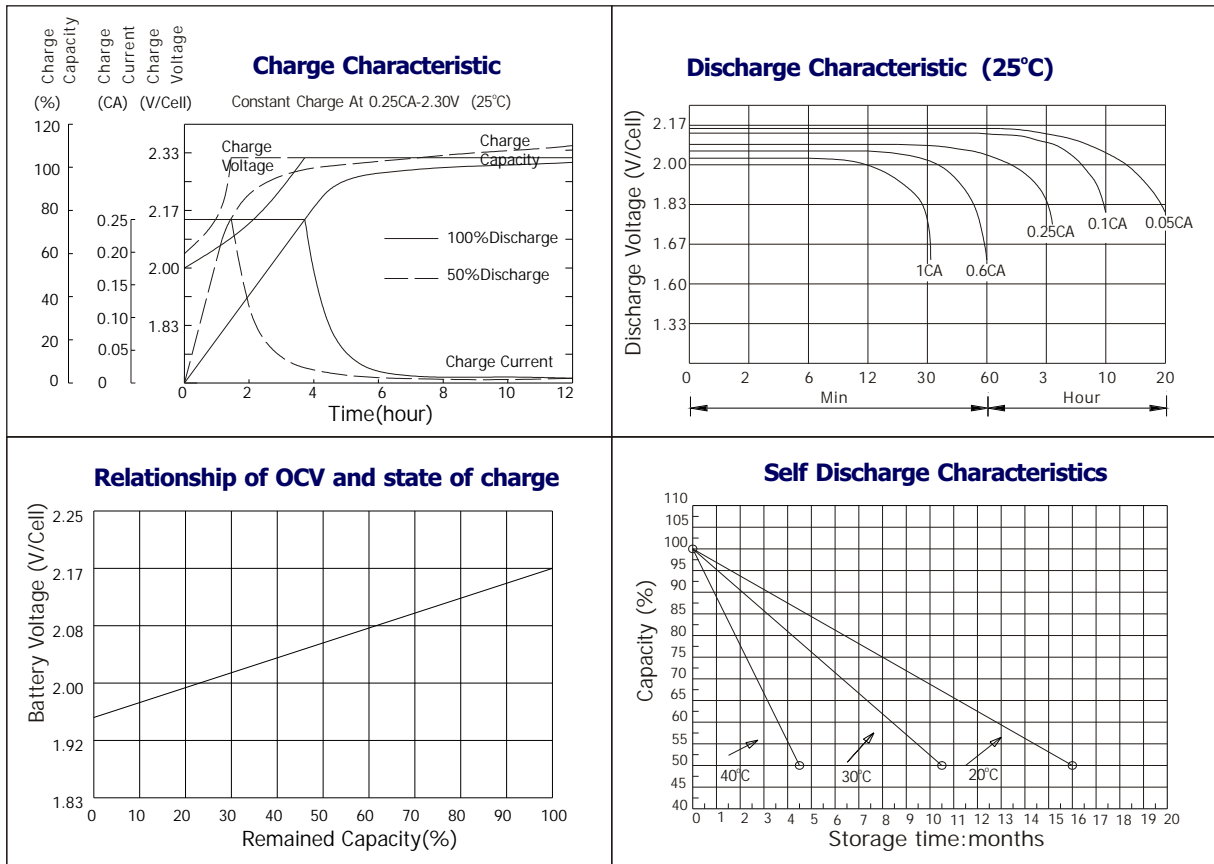 Charge Capacity
Charge Current
Charge Voltage
(%)
(CA)
(V/Cell)
Charge Characteristic
Constant Charge At 0.25CA-2.30V (25°C)
120
100
80
60
40
20
0
0.25
0.20
0.15
0.10
0.05
0
2.33
2.17
2.00
1.83
Charge
Voltage
Charge
Capacity
100%Discharge
50%Discharge
Charge Current
0 2 4 6 8 10 12
Time(hour)
Discharge Characteristic (25°C)
Discharge Voltage (V/Cell)
2.17
2.00
1.83
1.67
1.60
1.33
1CA
0.6CA
0.25CA
0.1CA
0.05CA
0 2 6 12 30 60 3 10 20
Min
Hour
Relationship of OCV and state of charge
Battery Voltage (V/Cell)
2.25
2.17
2.08
2.00
1.92
1.83
0 10 20 30 40 50 60 70 80 90 100
Remained Capacity(%)
Self Discharge Characteristics
Capacity (%)
110
105
100
95
90
85
80
75
70
65
60
55
50
45
40
40°C
30°C
20°C
0 1 2 3 4 5 6 7 8 9 10 11 12 13 14 15 16 17 18 19 20
Storage time:months